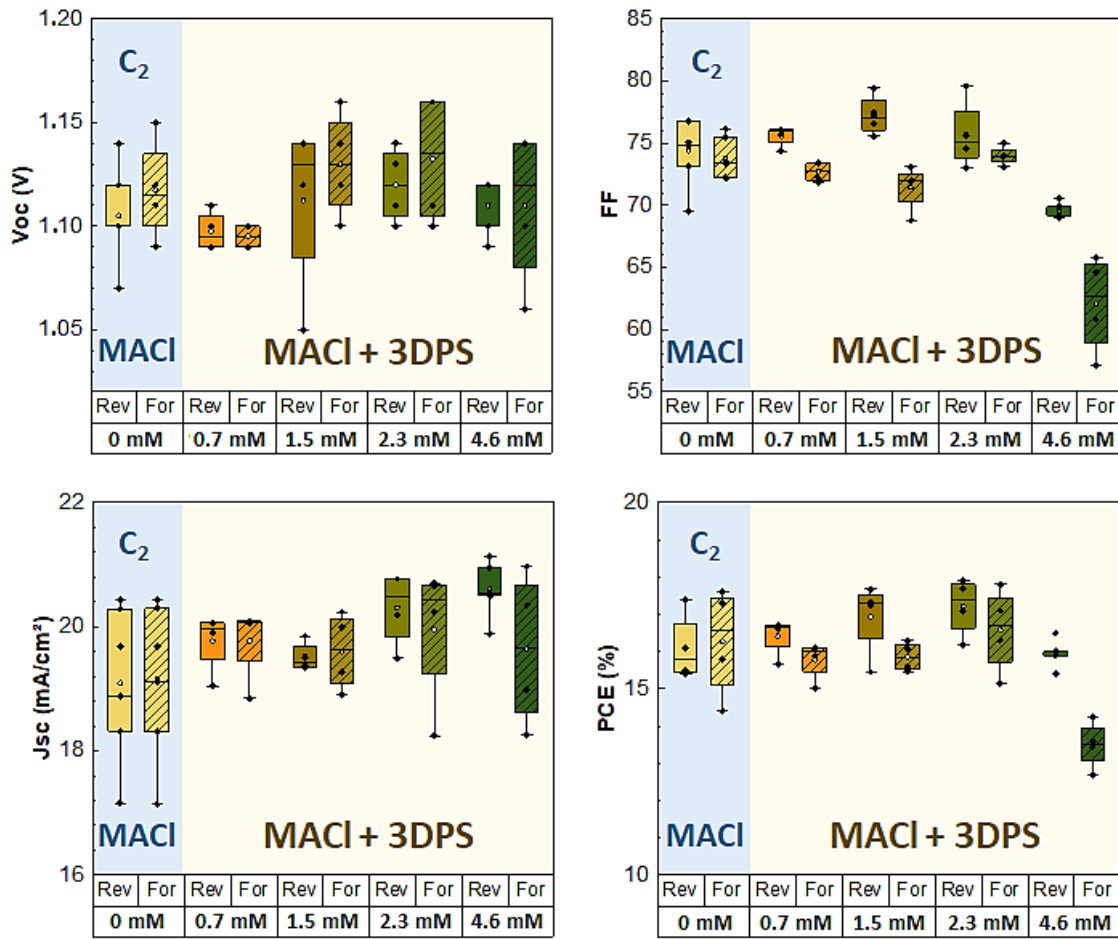 1.20
1.15
1.10
1.05
Voc (V)
C₂
MACl
MACl + 3DPS
Rev For Rev For Rev For Rev For Rev For
0 mM 0.7 mM 1.5 mM 2.3 mM 4.6 mM
85
80
75
70
65
60
55
FF
C₂
MACl
MACl + 3DPS
Rev For Rev For Rev For Rev For Rev For
0 mM 0.7 mM 1.5 mM 2.3 mM 4.6 mM
22
20
18
16
Jsc (mA/cm²)
C₂
MACl
MACl + 3DPS
Rev For Rev For Rev For Rev For Rev For
0 mM 0.7 mM 1.5 mM 2.3 mM 4.6 mM
20
15
10
PCE (%)
C₂
MACl
MACl + 3DPS
Rev For Rev For Rev For Rev For Rev For
0 mM 0.7 mM 1.5 mM 2.3 mM 4.6 mM